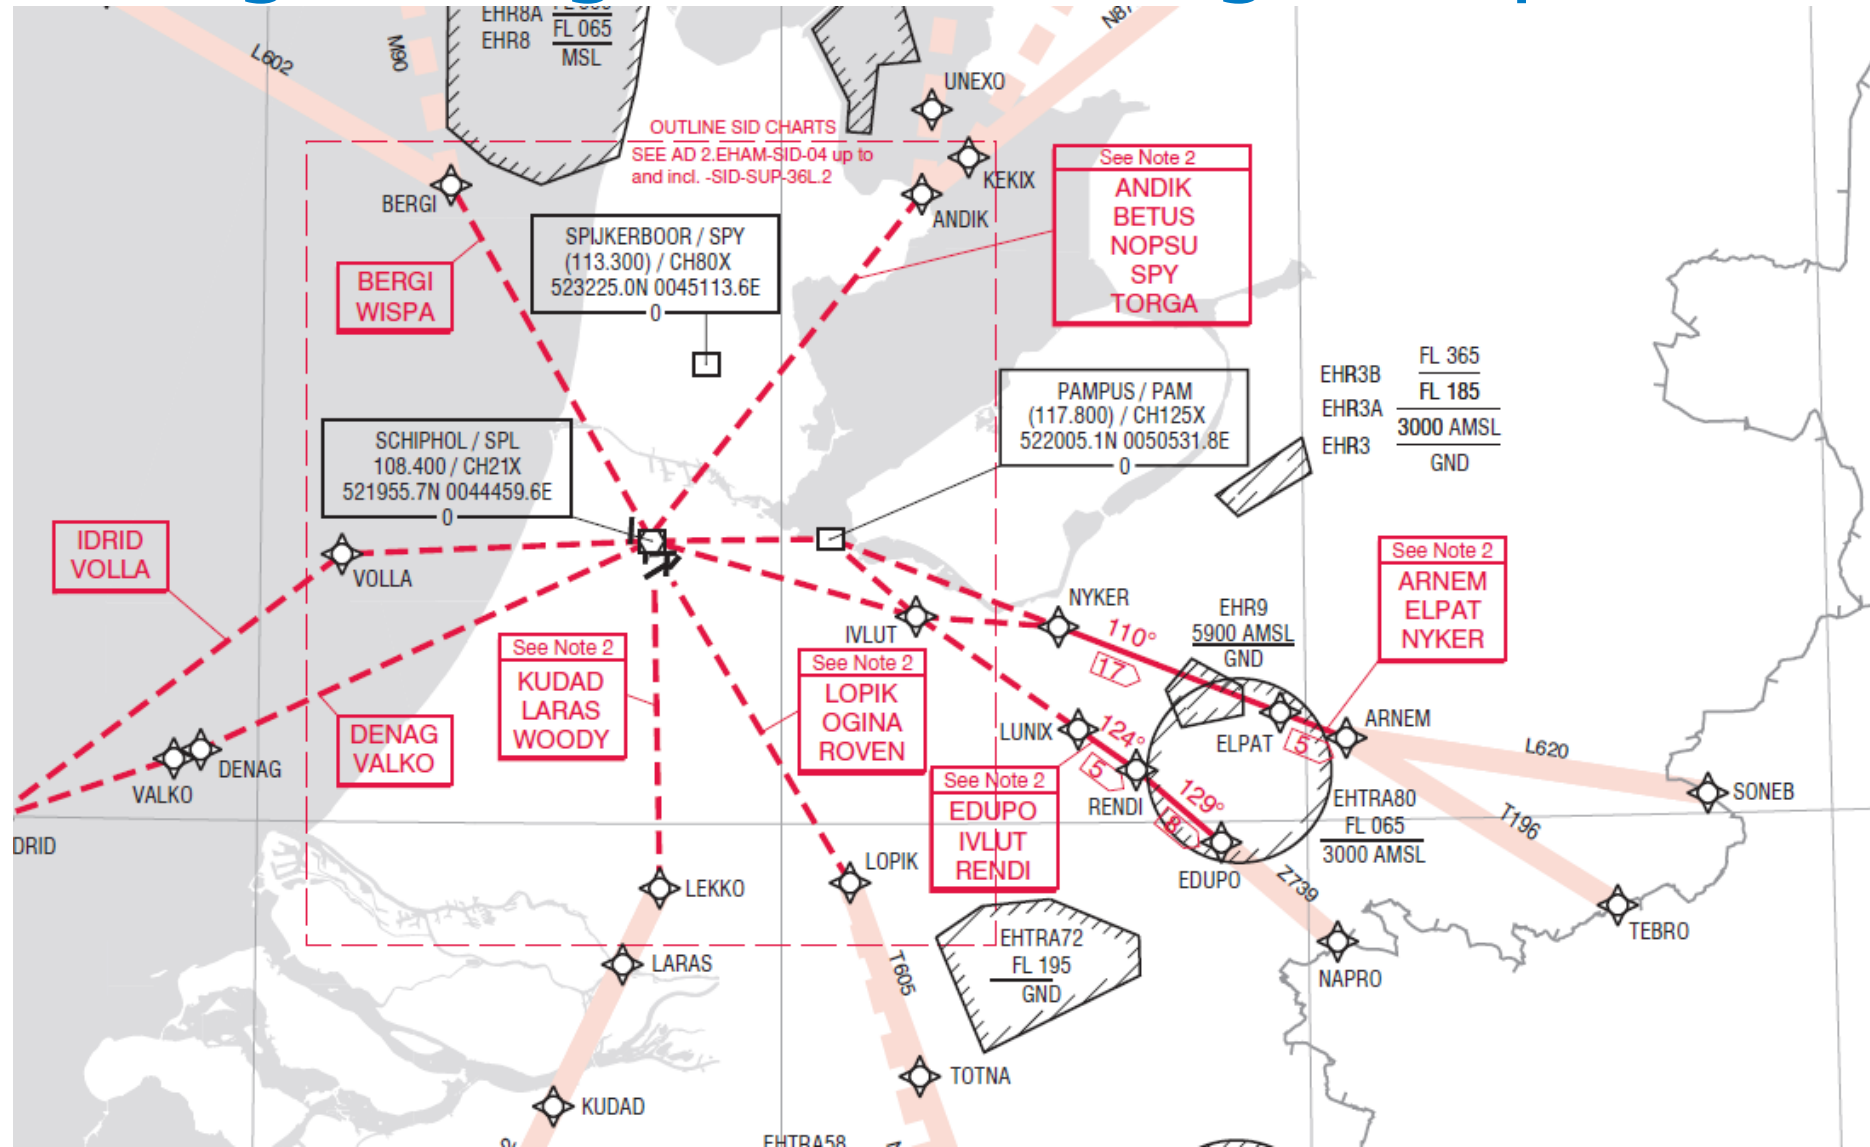 L602
M90
EHR8A
EHR8
FL 065
MSL
UNEXO
KEKIX
ANDIK
BERGI
OUTLINE SID CHARTS
SEE AD 2.EHAM-SID-04 up to
and incl. -SID-SUP-36L.2
See Note 2
ANDIK
BETUS
NOPSU
SPY
TORGA
SPIJKERBOOR / SPY
(113.300) / CH80X
523225.0N 0045113.6E
0
BERGI
WISPA
PAMPUS / PAM
(117.800) / CH125X
522005.1N 0050531.8E
0
EHR3B
EHR3A
EHR3
FL 365
FL 185
3000 AMSL
GND
SCHIPHOL / SPL
108.400 / CH21X
521955.7N 0044459.6E
0
IDRID
VOLLA
VOLLA
See Note 2
ARNEM
ELPAT
NYKER
NYKER
110°
17
EHR9
5900 AMSL
GND
IVLUT
See Note 2
KUDAD
LARAS
WOODY
See Note 2
LOPIK
OGINA
ROVEN
DENAG
VALKO
DENAG
VALKO
LUNIX
124°
5
RENDI
129°
8
ELPAT
5
ARNEM
L620
SONEB
T196
TEBRO
EHTRA80
FL 065
3000 AMSL
See Note 2
EDUPO
IVLUT
RENDI
EDUPO
Z739
NAPRO
DRID
LEKKO
LOPIK
LARAS
T605
EHTRA72
FL 195
GND
KUDAD
TOTNA
EHTRA58